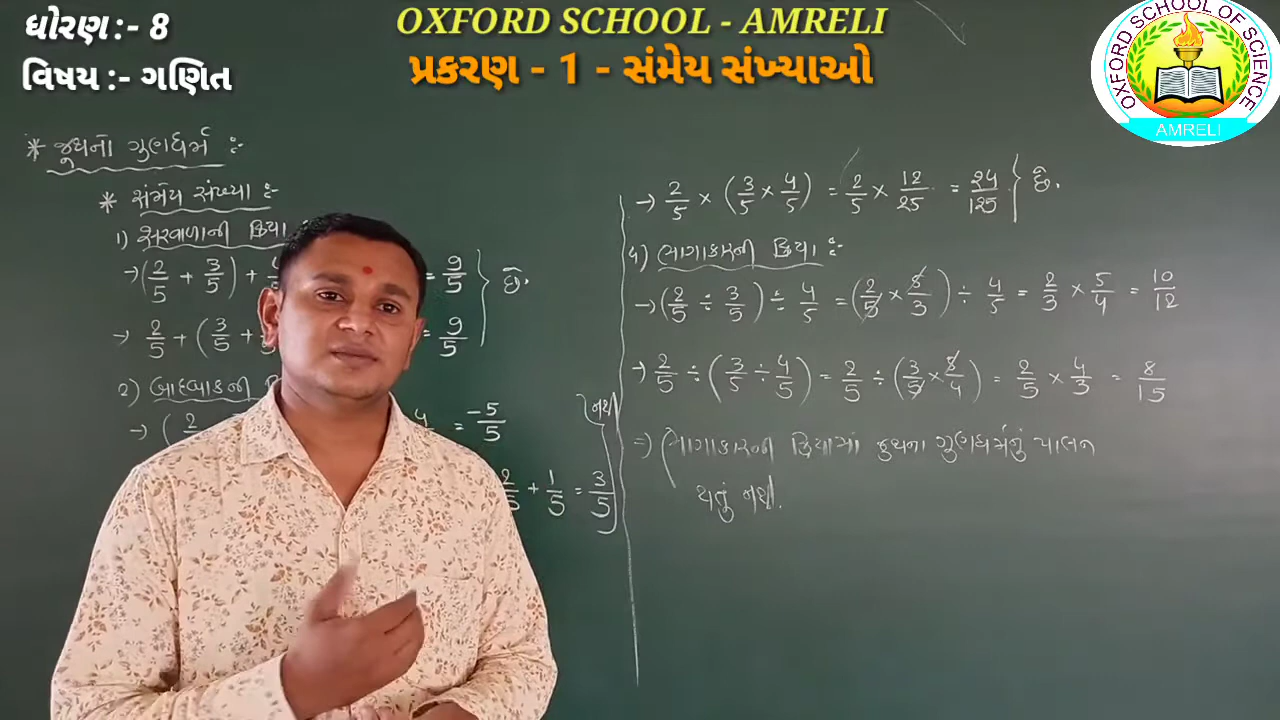 ધોરણ :- 8
વિષય :- ગણિત
OXFORD SCHOOL - AMRELI
પ્રકરણ - 1 - સંમેય સંખ્યાઓ
OXFORD SCHOOL OF SCIENCE
AMRELI
* જુથનો ગુણધર્મ :-
* સંમેય સંખ્યા :-
1) સરવાળાની ક્રિયા
→ (2/5 + 3/5) + = 9/5 } છે.
→ 2/5 + (3/5 + = 9/5
2) બાદબાકની
→ (2 = -5/5 } નથી
+ 1/5 = 3/5
→ 2/5 × (3/5 × 4/5) = 2/5 × 12/25 = 24/125 } છે.
4) ભાગાકારની ક્રિયા :-
→ (2/5 ÷ 3/5) ÷ 4/5 = (2/5 × 5/3) ÷ 4/5 = 2/3 × 5/4 = 10/12
→ 2/5 ÷ (3/5 ÷ 4/5) = 2/5 ÷ (3/5 × 5/4) = 2/5 × 4/3 = 8/15
⇒ ભાગાકારની ક્રિયામાં જુથના ગુણધર્મનું પાલન
થતું નથી.